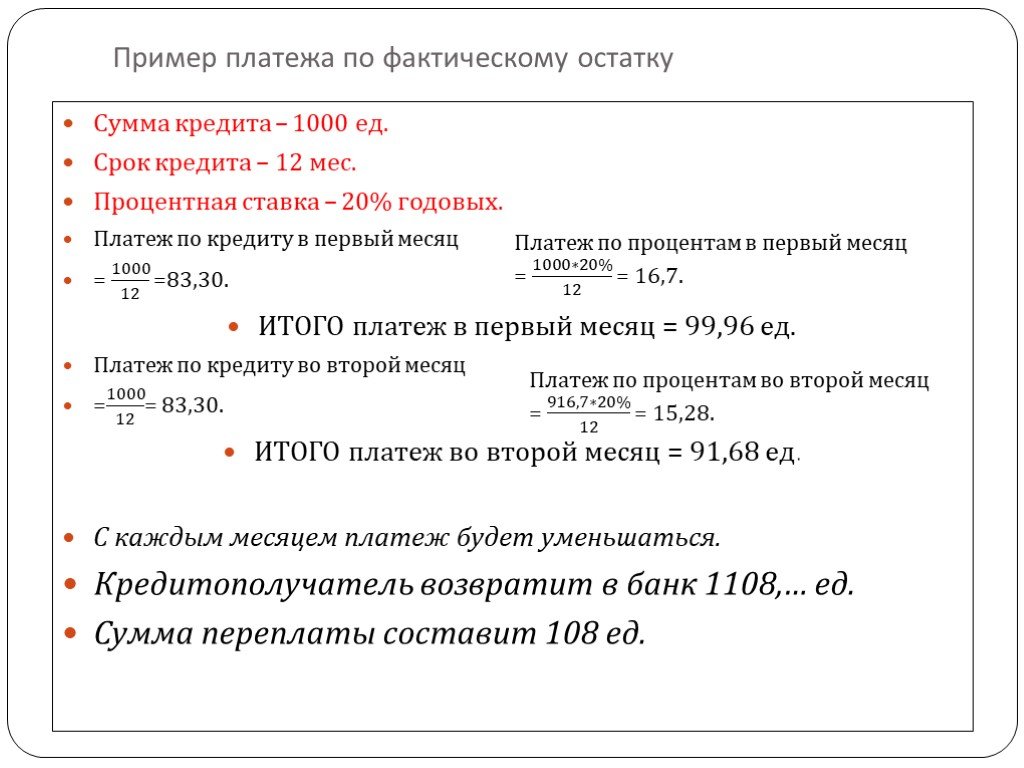 Пример платежа по фактическому остатку
• Сумма кредита – 1000 ед.
• Срок кредита – 12 мес.
• Процентная ставка – 20% годовых.
• Платеж по кредиту в первый месяц
• = 1000/12 =83,30.
Платеж по процентам в первый месяц
= 1000*20%/12 = 16,7.
• ИТОГО платеж в первый месяц = 99,96 ед.
• Платеж по кредиту во второй месяц
• =1000/12= 83,30.
Платеж по процентам во второй месяц
= 916,7*20%/12 = 15,28.
• ИТОГО платеж во второй месяц = 91,68 ед.
• С каждым месяцем платеж будет уменьшаться.
• Кредитополучатель возвратит в банк 1108,... ед.
• Сумма переплаты составит 108 ед.